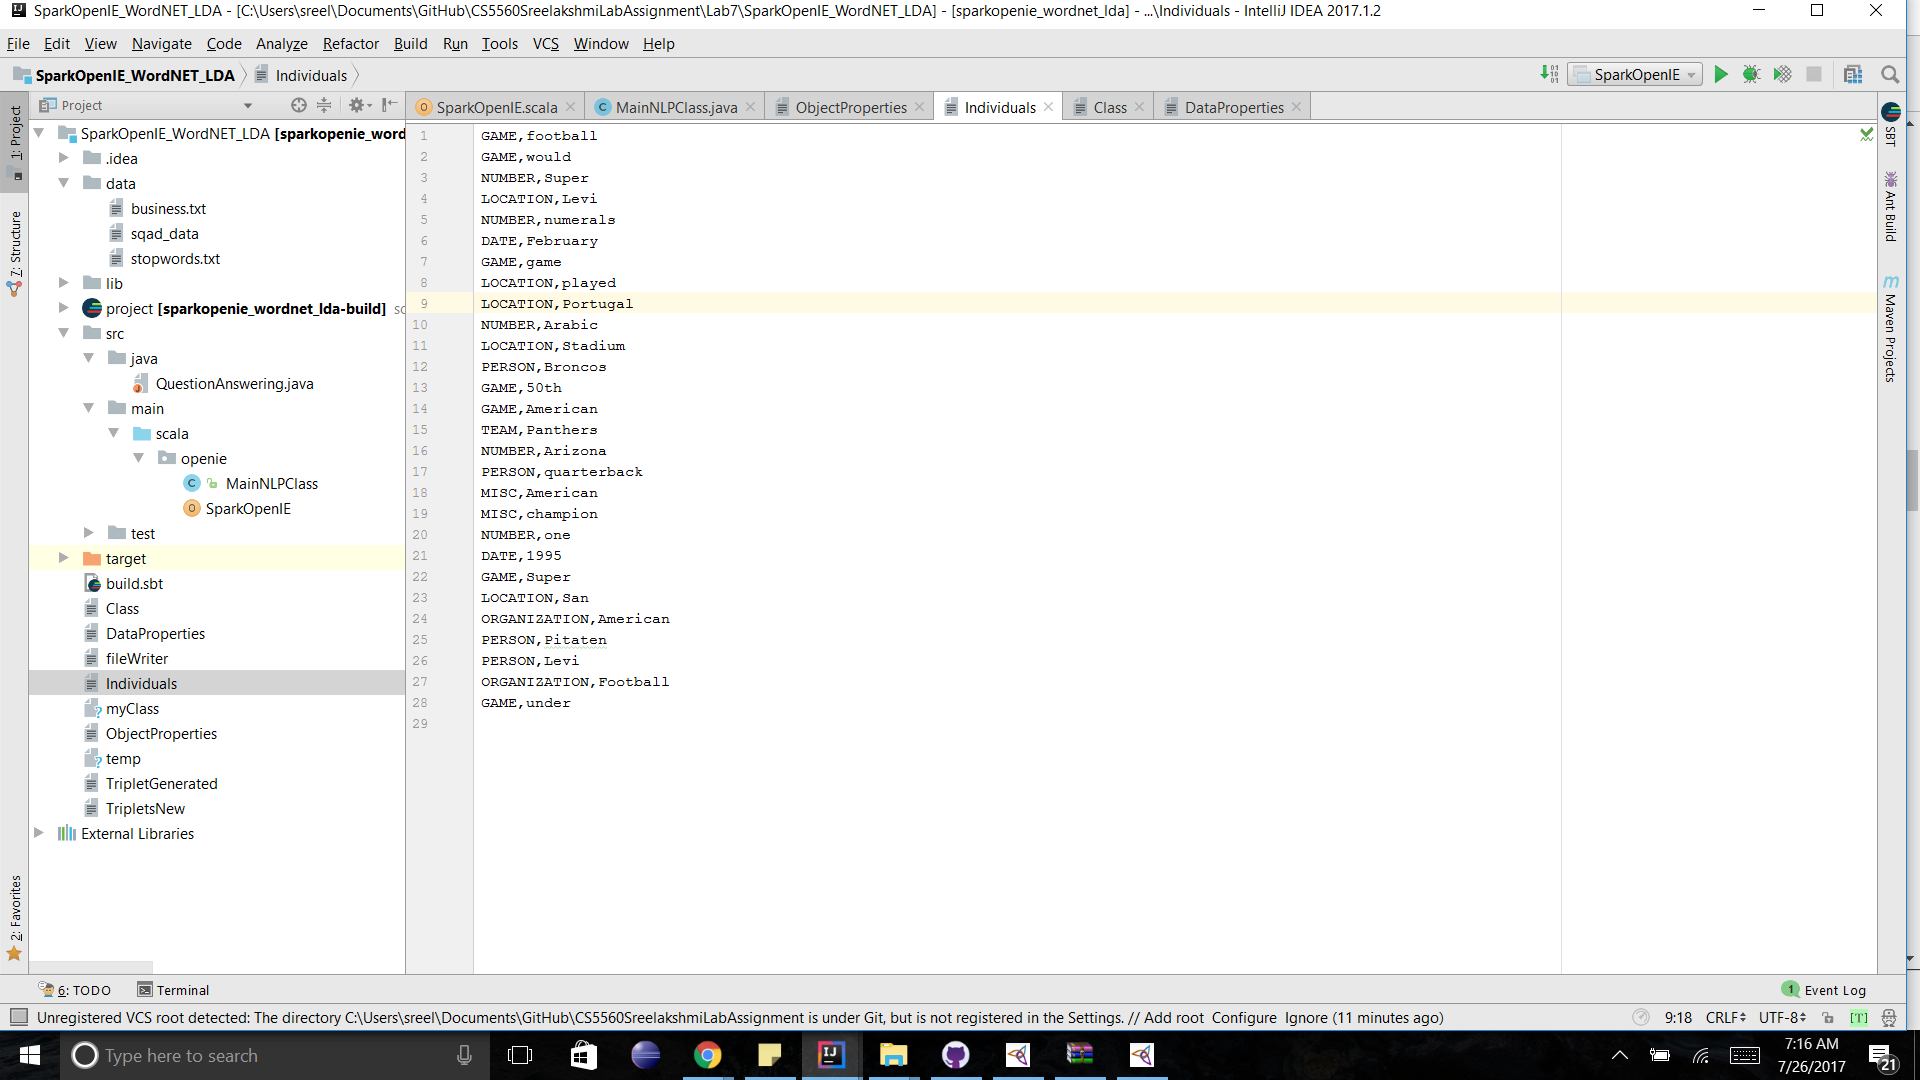 SparkOpenIE_WordNET_LDA - [C:\Users\sreel\Documents\GitHub\CS5560SreelakshmiLabAssignment\Lab7\SparkOpenIE_WordNET_LDA] - [sparkopenie_wordnet_lda] - ...\Individuals - IntelliJ IDEA 2017.1.2
File Edit View Navigate Code Analyze Refactor Build Run Tools VCS Window Help
SparkOpenIE_WordNET_LDA Individuals SparkOpenIE
Project SparkOpenIE.scala MainNLPClass.java ObjectProperties Individuals Class DataProperties
1: Project
7: Structure
2: Favorites
SparkOpenIE_WordNET_LDA [sparkopenie_word
.idea
data
business.txt
sqad_data
stopwords.txt
lib
project [sparkopenie_wordnet_lda-build] sc
src
java
QuestionAnswering.java
main
scala
openie
MainNLPClass
SparkOpenIE
test
target
build.sbt
Class
DataProperties
fileWriter
Individuals
myClass
ObjectProperties
temp
TripletGenerated
TripletsNew
External Libraries
1 GAME,football
2 GAME,would
3 NUMBER,Super
4 LOCATION,Levi
5 NUMBER,numerals
6 DATE,February
7 GAME,game
8 LOCATION,played
9 LOCATION,Portugal
10 NUMBER,Arabic
11 LOCATION,Stadium
12 PERSON,Broncos
13 GAME,50th
14 GAME,American
15 TEAM,Panthers
16 NUMBER,Arizona
17 PERSON,quarterback
18 MISC,American
19 MISC,champion
20 NUMBER,one
21 DATE,1995
22 GAME,Super
23 LOCATION,San
24 ORGANIZATION,American
25 PERSON,Pitaten
26 PERSON,Levi
27 ORGANIZATION,Football
28 GAME,under
29
SBT
Ant Build
Maven Projects
6: TODO Terminal 1 Event Log
Unregistered VCS root detected: The directory C:\Users\sreel\Documents\GitHub\CS5560SreelakshmiLabAssignment is under Git, but is not registered in the Settings. // Add root Configure Ignore (11 minutes ago) 9:18 CRLF UTF-8 [T]
Type here to search
7:16 AM
7/26/2017
21